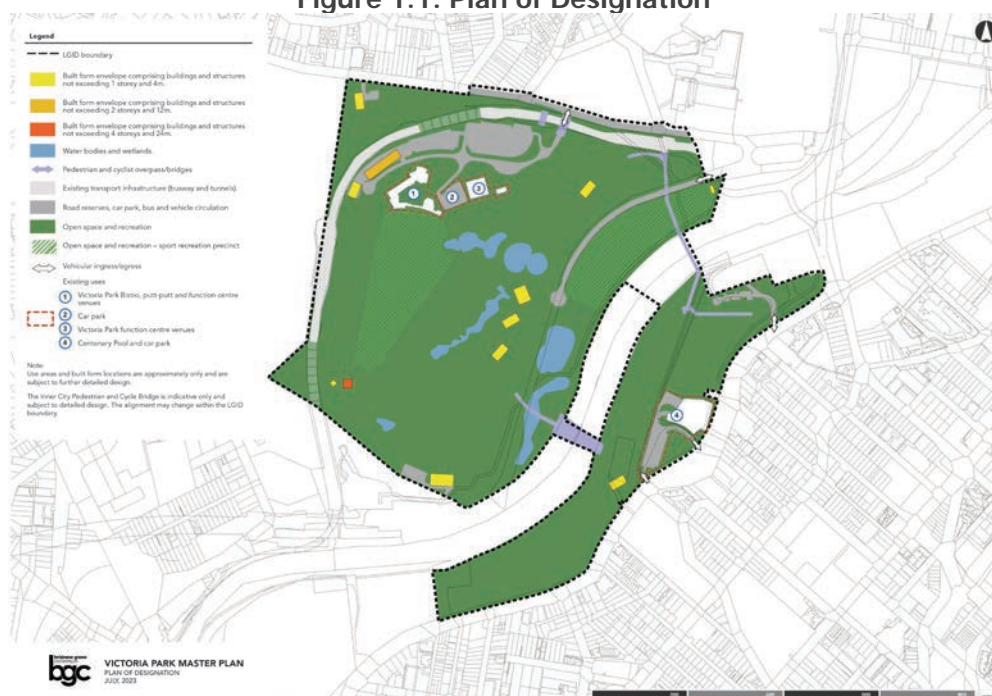 Figure 1.1: Plan of Designation
Legend
LGID boundary
Built form envelope comprising buildings and structures
not exceeding 1 storey and 4m.
Built form envelope comprising buildings and structures
not exceeding 2 storeys and 12m.
Built form envelope comprising buildings and structures
not exceeding 4 storeys and 24m.
Water bodies and wetlands.
Pedestrian and cyclist overpass/bridges
Existing transport infrastructure (busway and tunnels).
Road reserves, car park, bus and vehicle circulation
Open space and recreation
Open space and recreation – sport recreation precinct
Vehicular ingress/egress
Existing uses
1 Victoria Park Bistro, putt-putt and function centre
venues
2 Car park
3 Victoria Park function centre venues
4 Centenary Pool and car park
Note:
Use areas and built form locations are approximately only and are
subject to further detailed design.
The Inner City Pedestrian and Cycle Bridge is indicative only and
subject to detailed design. The alignment may change within the LGID
boundary.
1
2
3
4
bgc
VICTORIA PARK MASTER PLAN
PLAN OF DESIGNATION
JULY, 2023